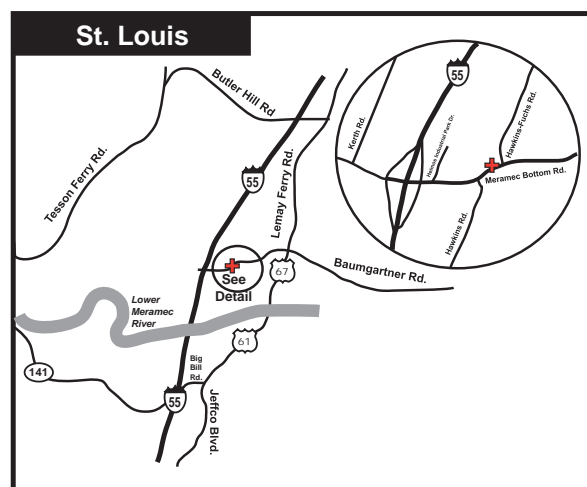 St. Louis
Butler Hill Rd
Tesson Ferry Rd.
55
Lemay Ferry Rd.
See
Detail
67
Baumgartner Rd.
Lower
Meramec
River
61
141
Big
Bill
Rd.
55
Jeffco Blvd.
55
Kerth Rd.
Hawkins-Fuchs Rd.
Meramec Bottom Rd.
Hawkins Rd.